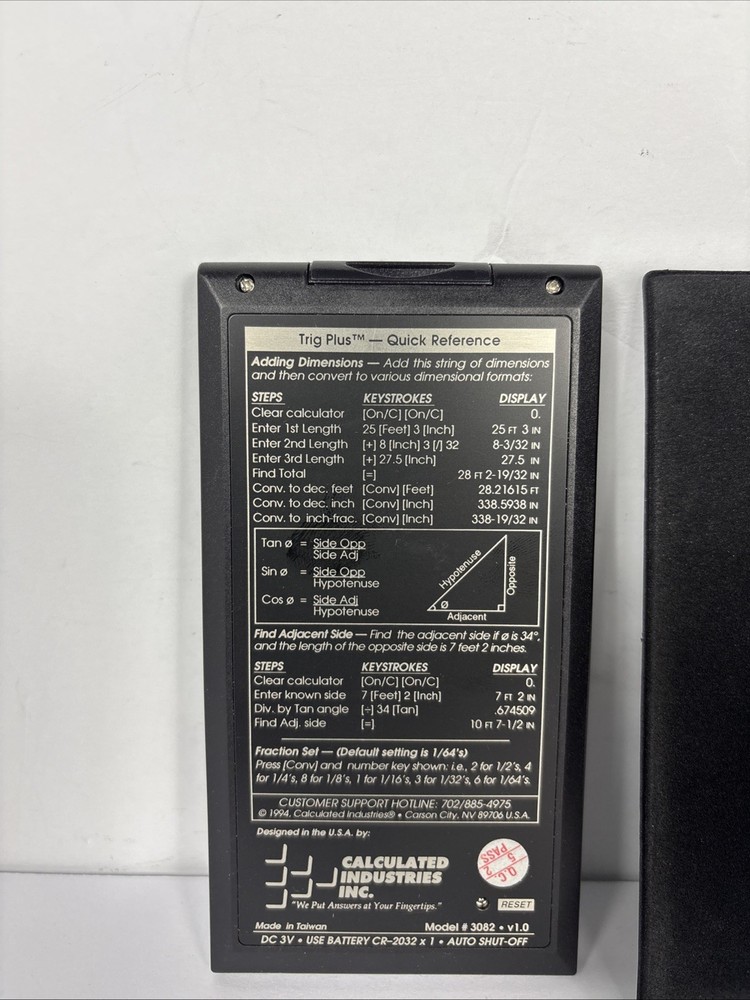 Trig Plus™ — Quick Reference
Adding Dimensions — Add this string of dimensions
and then convert to various dimensional formats:
STEPS KEYSTROKES DISPLAY
Clear calculator [On/C] [On/C] 0.
Enter 1st Length 25 [Feet] 3 [Inch] 25 FT 3 IN
Enter 2nd Length [+] 8 [Inch] 3 [/] 32 8-3/32 IN
Enter 3rd Length [+] 27.5 [Inch] 27.5 IN
Find Total [=] 28 FT 2-19/32 IN
Conv. to dec. feet [Conv] [Feet] 28.21615 FT
Conv. to dec. inch [Conv] [Inch] 338.5938 IN
Conv. to inch-frac. [Conv] [Inch] 338-19/32 IN
Tan ø = Side Opp
Side Adj
Sin ø = Side Opp
Hypotenuse
Cos ø = Side Adj
Hypotenuse
Hypotenuse
Opposite
ø
Adjacent
Find Adjacent Side — Find the adjacent side if ø is 34°,
and the length of the opposite side is 7 feet 2 inches.
STEPS KEYSTROKES DISPLAY
Clear calculator [On/C] [On/C] 0.
Enter known side 7 [Feet] 2 [Inch] 7 FT 2 IN
Div. by Tan angle [÷] 34 [Tan] .674509
Find Adj. side [=] 10 FT 7-1/2 IN
Fraction Set — (Default setting is 1/64's)
Press [Conv] and number key shown: i.e., 2 for 1/2's, 4
for 1/4's, 8 for 1/8's, 1 for 1/16's, 3 for 1/32's, 6 for 1/64's.
CUSTOMER SUPPORT HOTLINE: 702/885-4975
© 1994, Calculated Industries® • Carson City, NV 89706 U.S.A.
Designed in the U.S.A. by:
CALCULATED
INDUSTRIES
INC.
"We Put Answers at Your Fingertips."
Q.C. 2
PASS 5
RESET
Made in Taiwan Model # 3082 • v1.0
DC 3V • USE BATTERY CR-2032 x 1 • AUTO SHUT-OFF